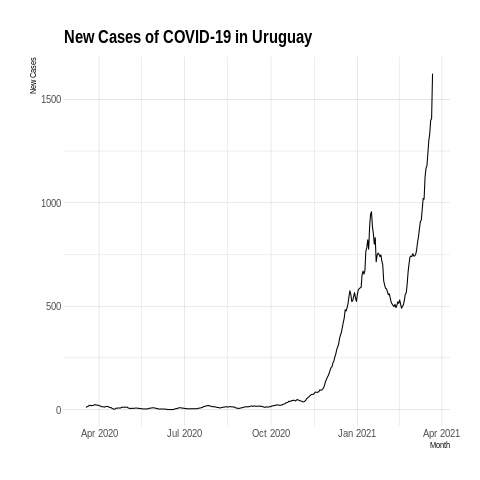 New Cases of COVID-19 in Uruguay
New Cases
1500
1000
500
0
Apr 2020 Jul 2020 Oct 2020 Jan 2021 Apr 2021
Month